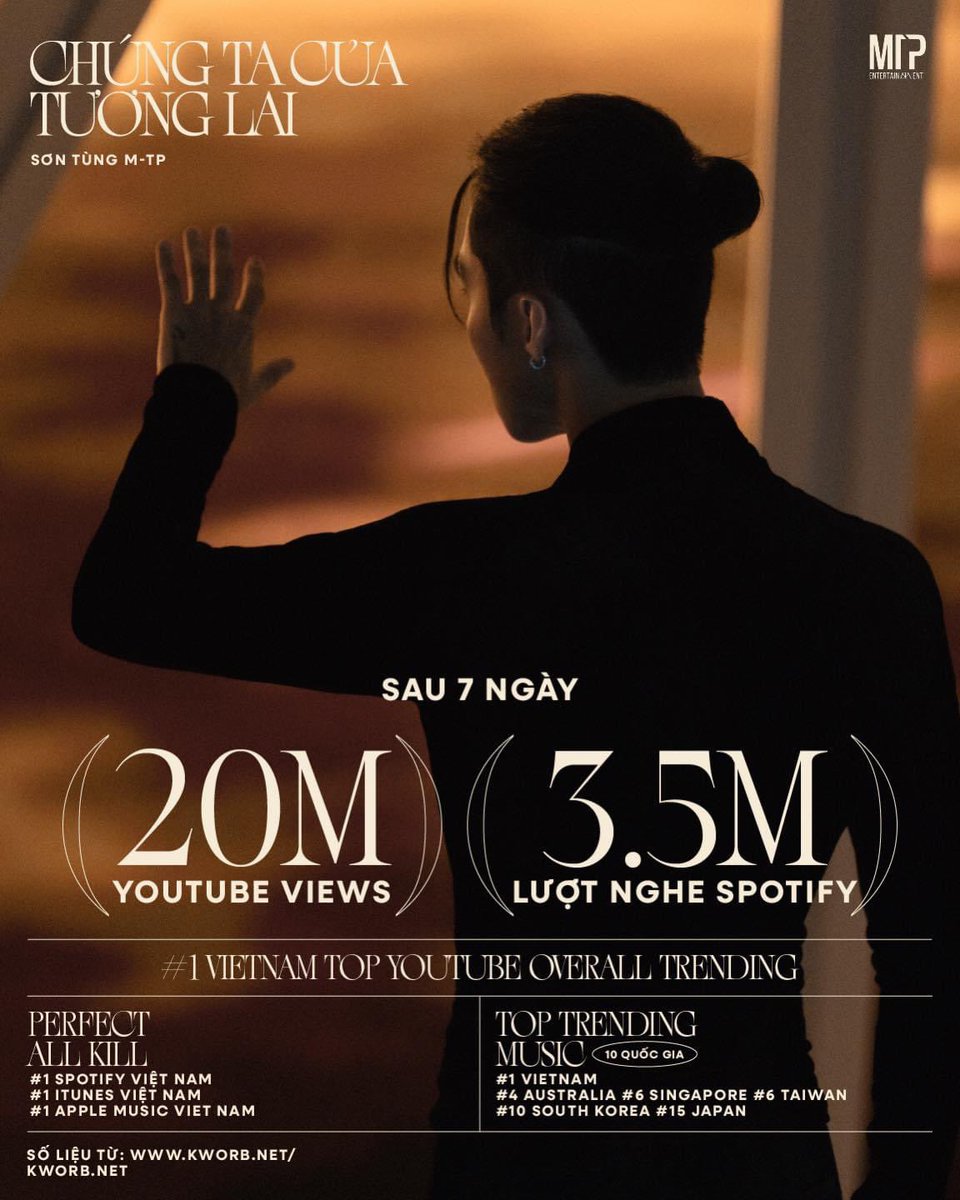 CHÚNG TA CỦA
TƯƠNG LAI
SƠN TÙNG M-TP
MTP
ENTERTAINMENT
SAU 7 NGÀY
20M
YOUTUBE VIEWS
3.5M
LƯỢT NGHE SPOTIFY
#1 VIETNAM TOP YOUTUBE OVERALL TRENDING
PERFECT
ALL KILL
#1 SPOTIFY VIỆT NAM
#1 ITUNES VIỆT NAM
#1 APPLE MUSIC VIET NAM
TOP TRENDING
MUSIC 10 QUỐC GIA
#1 VIETNAM
#4 AUSTRALIA #6 SINGAPORE #6 TAIWAN
#10 SOUTH KOREA #15 JAPAN
SỐ LIỆU TỪ: WWW.KWORB.NET/
KWORB.NET